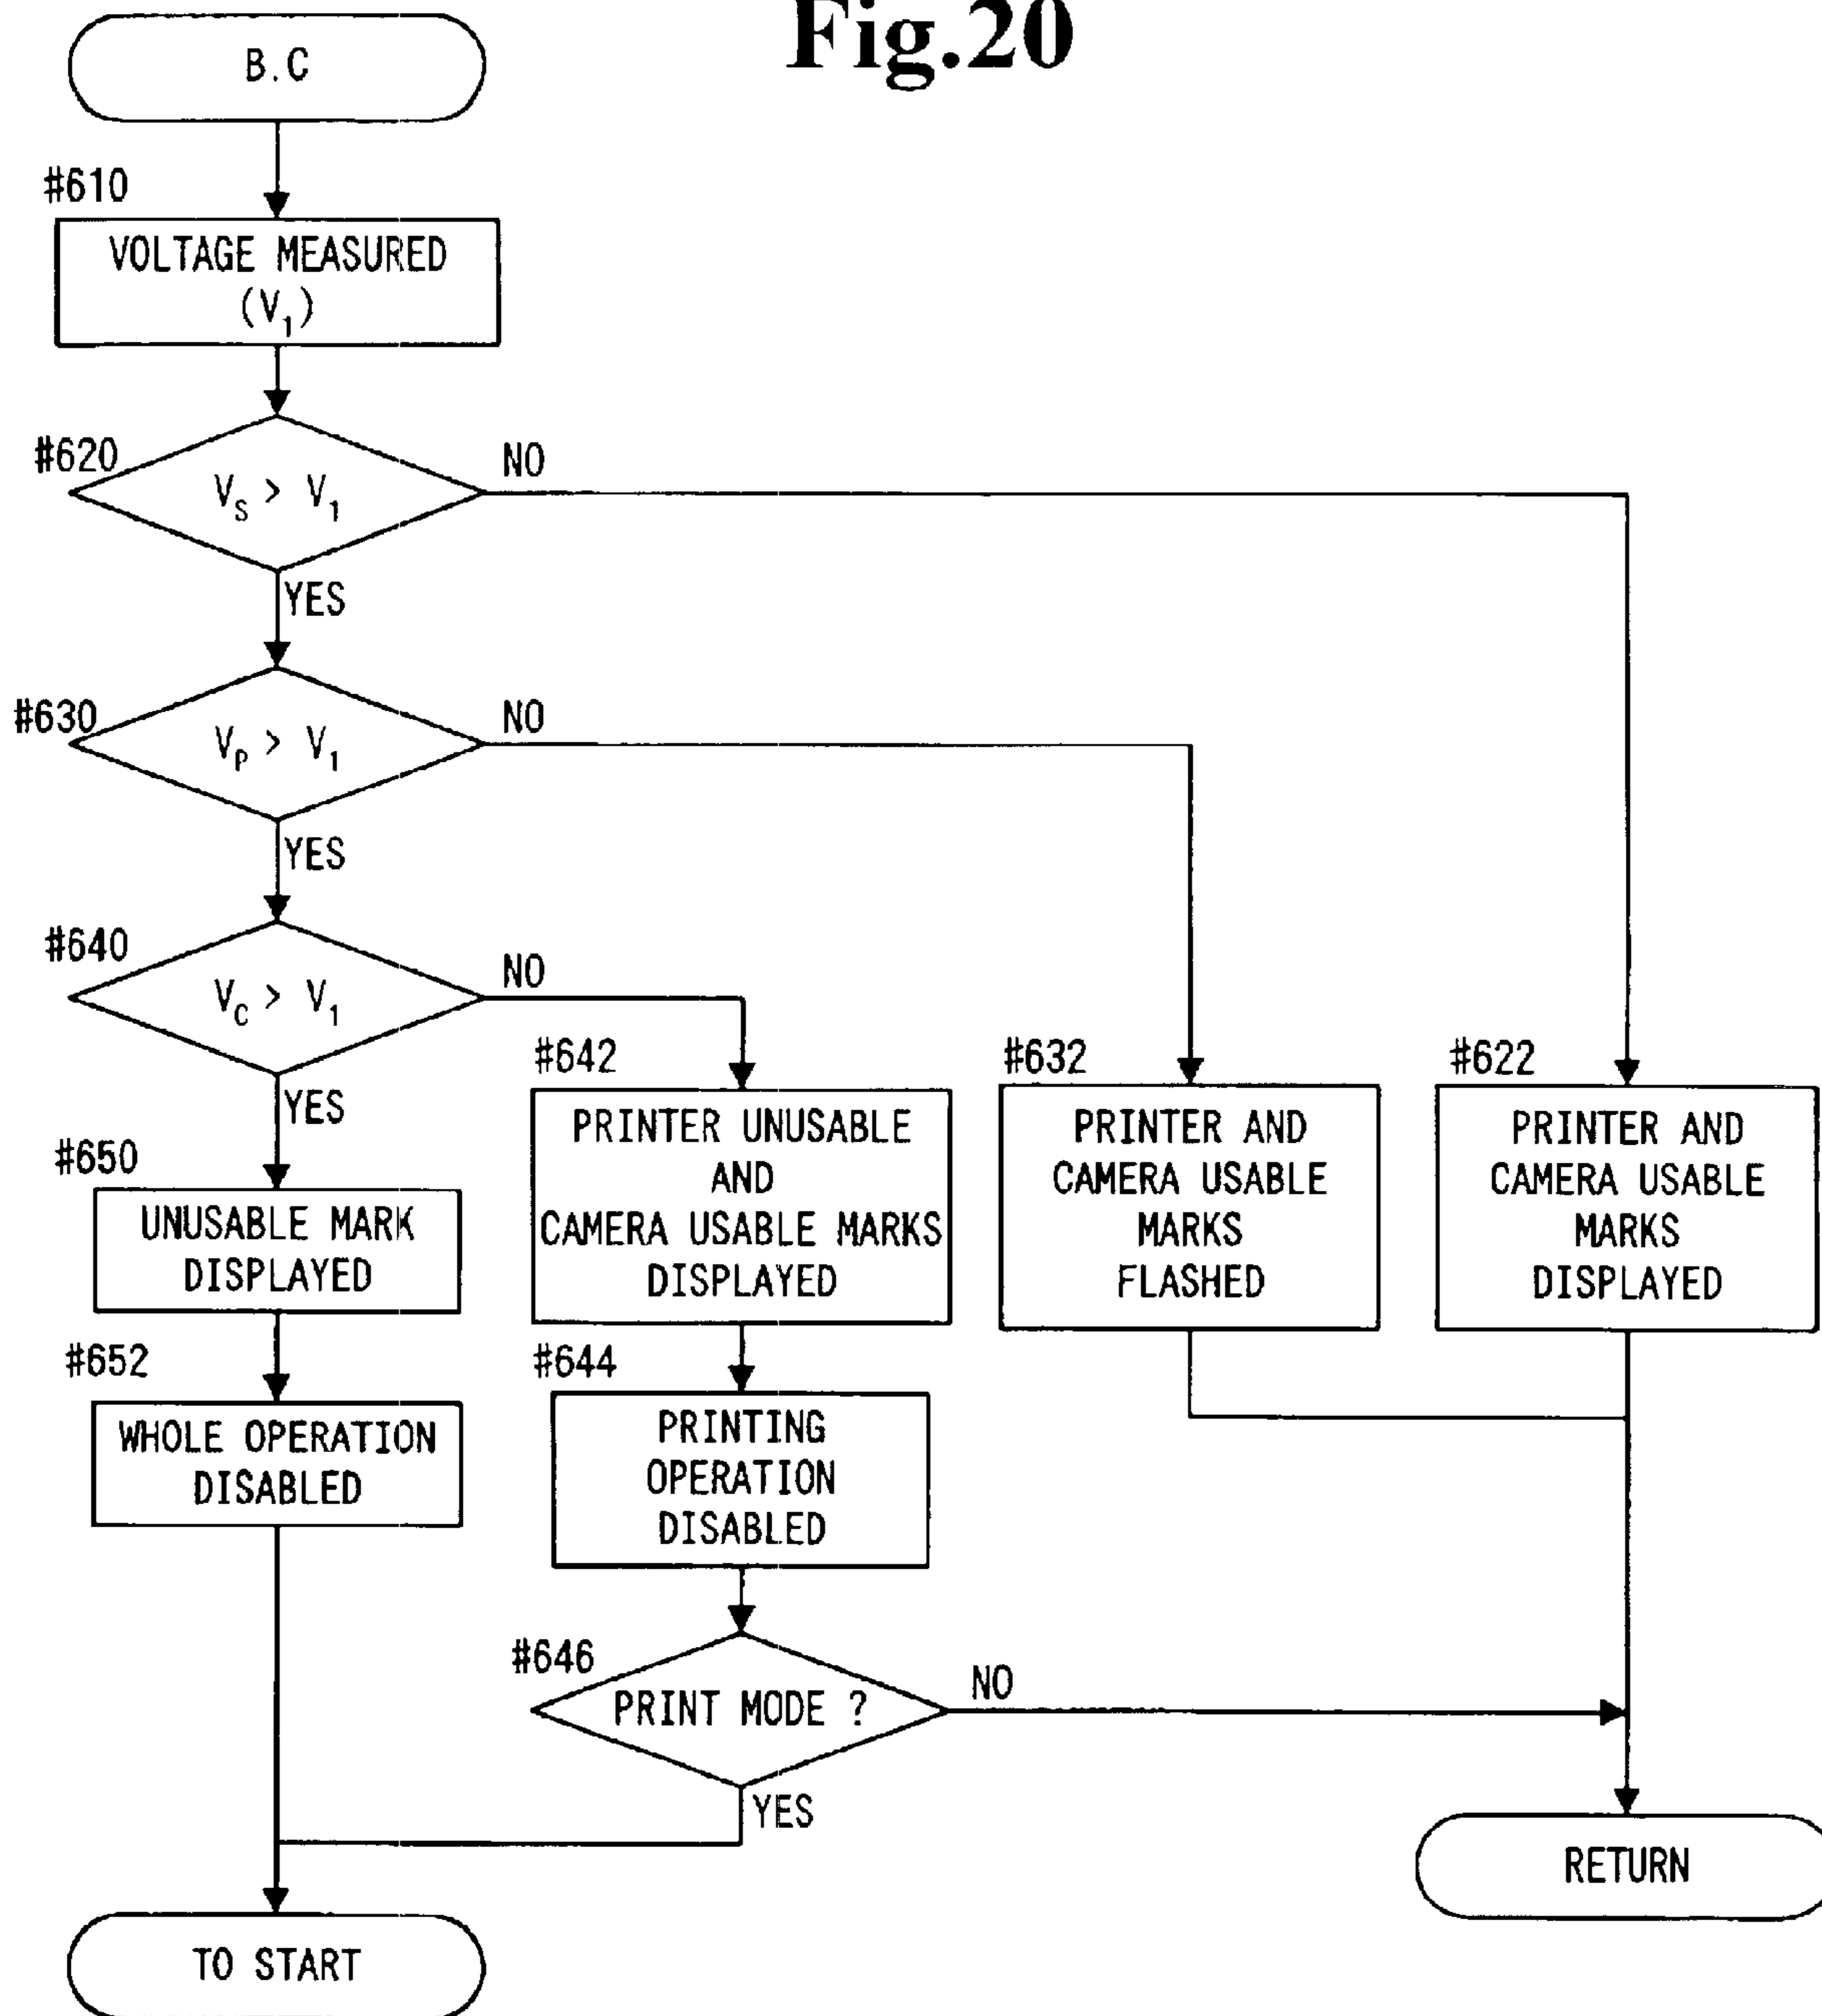 Fig.20
B.C
#610
VOLTAGE MEASURED
(V₁)
#620
V_S > V₁
NO
YES
#630
V_P > V₁
NO
YES
#640
V_C > V₁
NO
YES
#642
PRINTER UNUSABLE
AND
CAMERA USABLE MARKS
DISPLAYED
#632
PRINTER AND
CAMERA USABLE
MARKS
FLASHED
#622
PRINTER AND
CAMERA USABLE
MARKS
DISPLAYED
#650
UNUSABLE MARK
DISPLAYED
#652
WHOLE OPERATION
DISABLED
#644
PRINTING
OPERATION
DISABLED
#646
PRINT MODE ?
NO
YES
RETURN
TO START